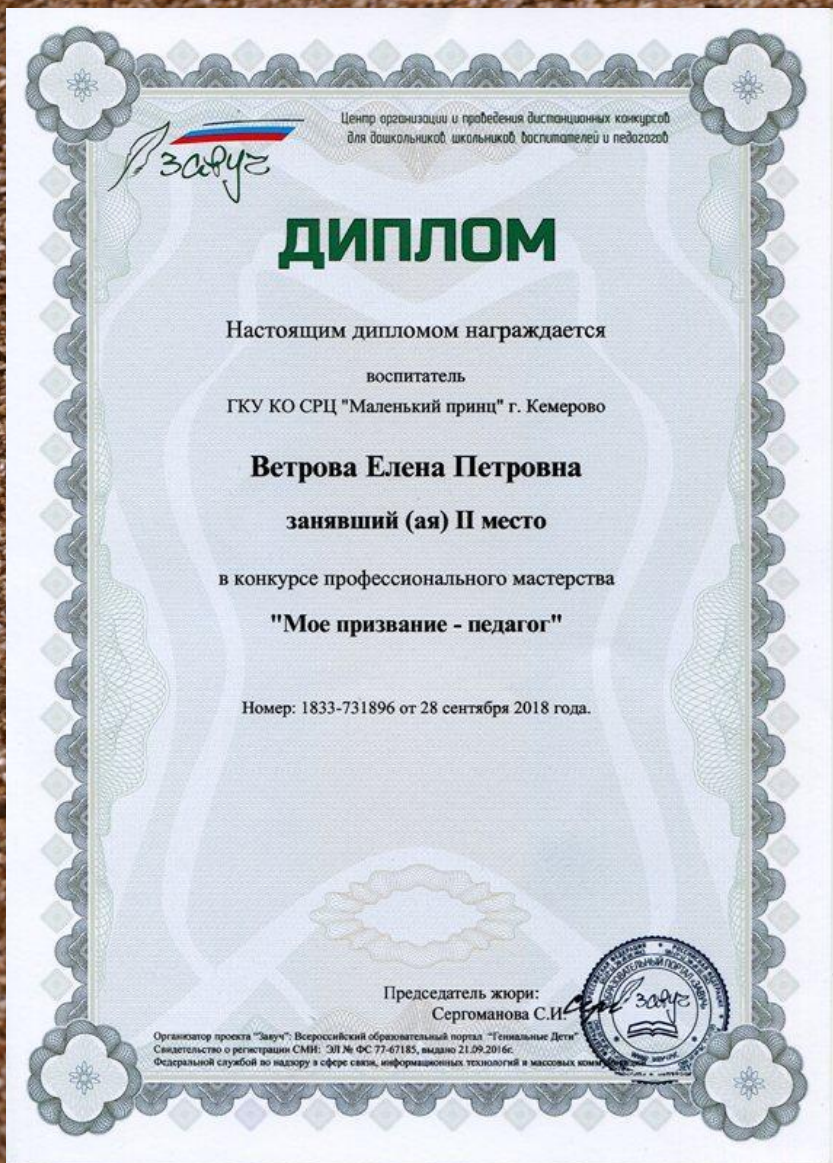 Завуч
Центр организации и проведения дистанционных конкурсов
для дошкольников, школьников, воспитателей и педагогов
ДИПЛОМ
Настоящим дипломом награждается
воспитатель
ГКУ КО СРЦ "Маленький принц" г. Кемерово
Ветрова Елена Петровна
занявший (ая) II место
в конкурсе профессионального мастерства
"Мое призвание - педагог"
Номер: 1833-731896 от 28 сентября 2018 года.
Председатель жюри:
Сергоманова С.И.
Организатор проекта "Завуч": Всероссийский образовательный портал "Гениальные Дети"
Свидетельство о регистрации СМИ: ЭЛ № ФС 77-67185, выдано 21.09.2016г.
Федеральной службой по надзору в сфере связи, информационных технологий и массовых
ОБРАЗОВАТЕЛЬНЫЙ ПОРТАЛ "ЗАВУЧ"
Завуч